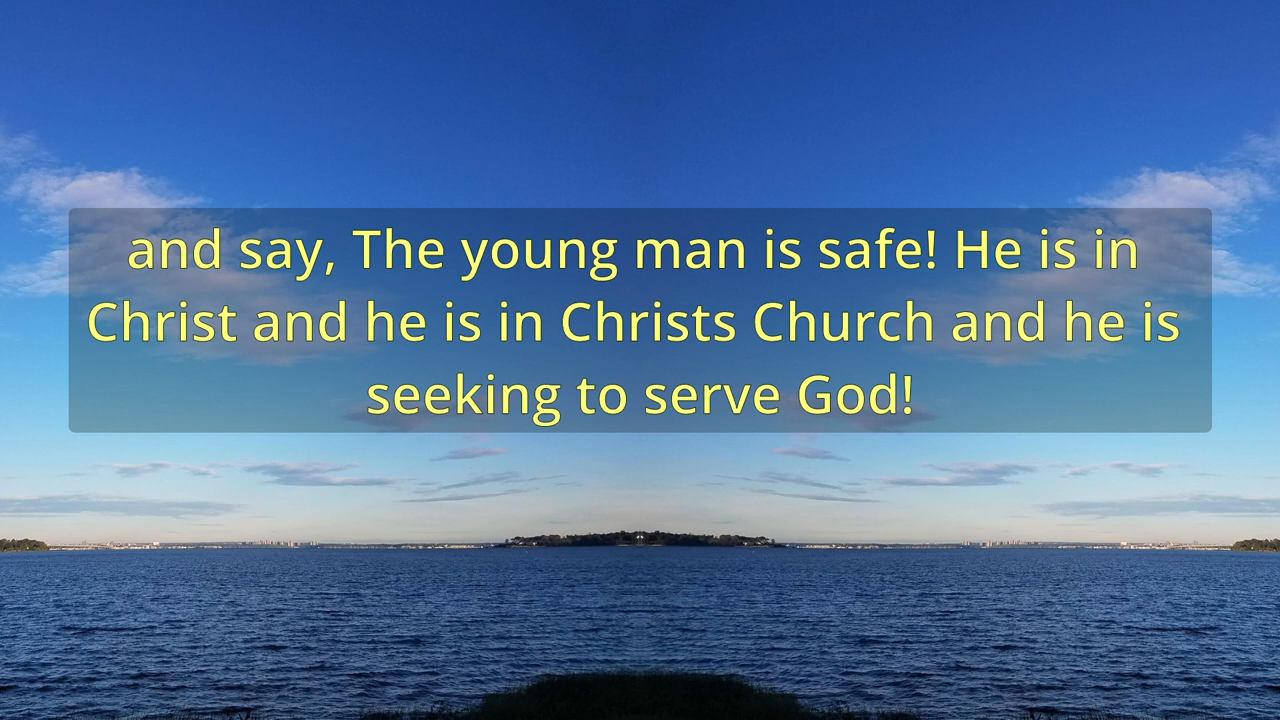 and say, The young man is safe! He is in
Christ and he is in Christs Church and he is
seeking to serve God!